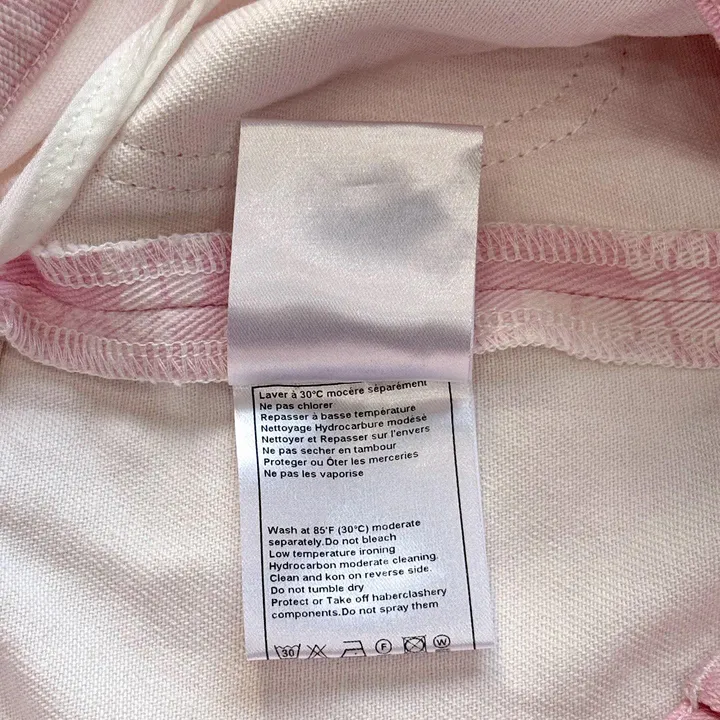 Laver à 30°C mocère séparément
Ne pas chlorer
Repasser à basse température
Nettoyage Hydrocarbure modésè
Nettoyer et Repasser sur l'envers
Ne pas secher en tambour
Proteger ou Ôter les merceries
Ne pas les vaporise
Wash at 85'F (30°C) moderate
separately.Do not bleach
Low temperature ironing
Hydrocarbon moderate cleaning.
Clean and kon on reverse side.
Do not tumble dry
Protect or Take off haberclashery
components.Do not spray them
30 F W